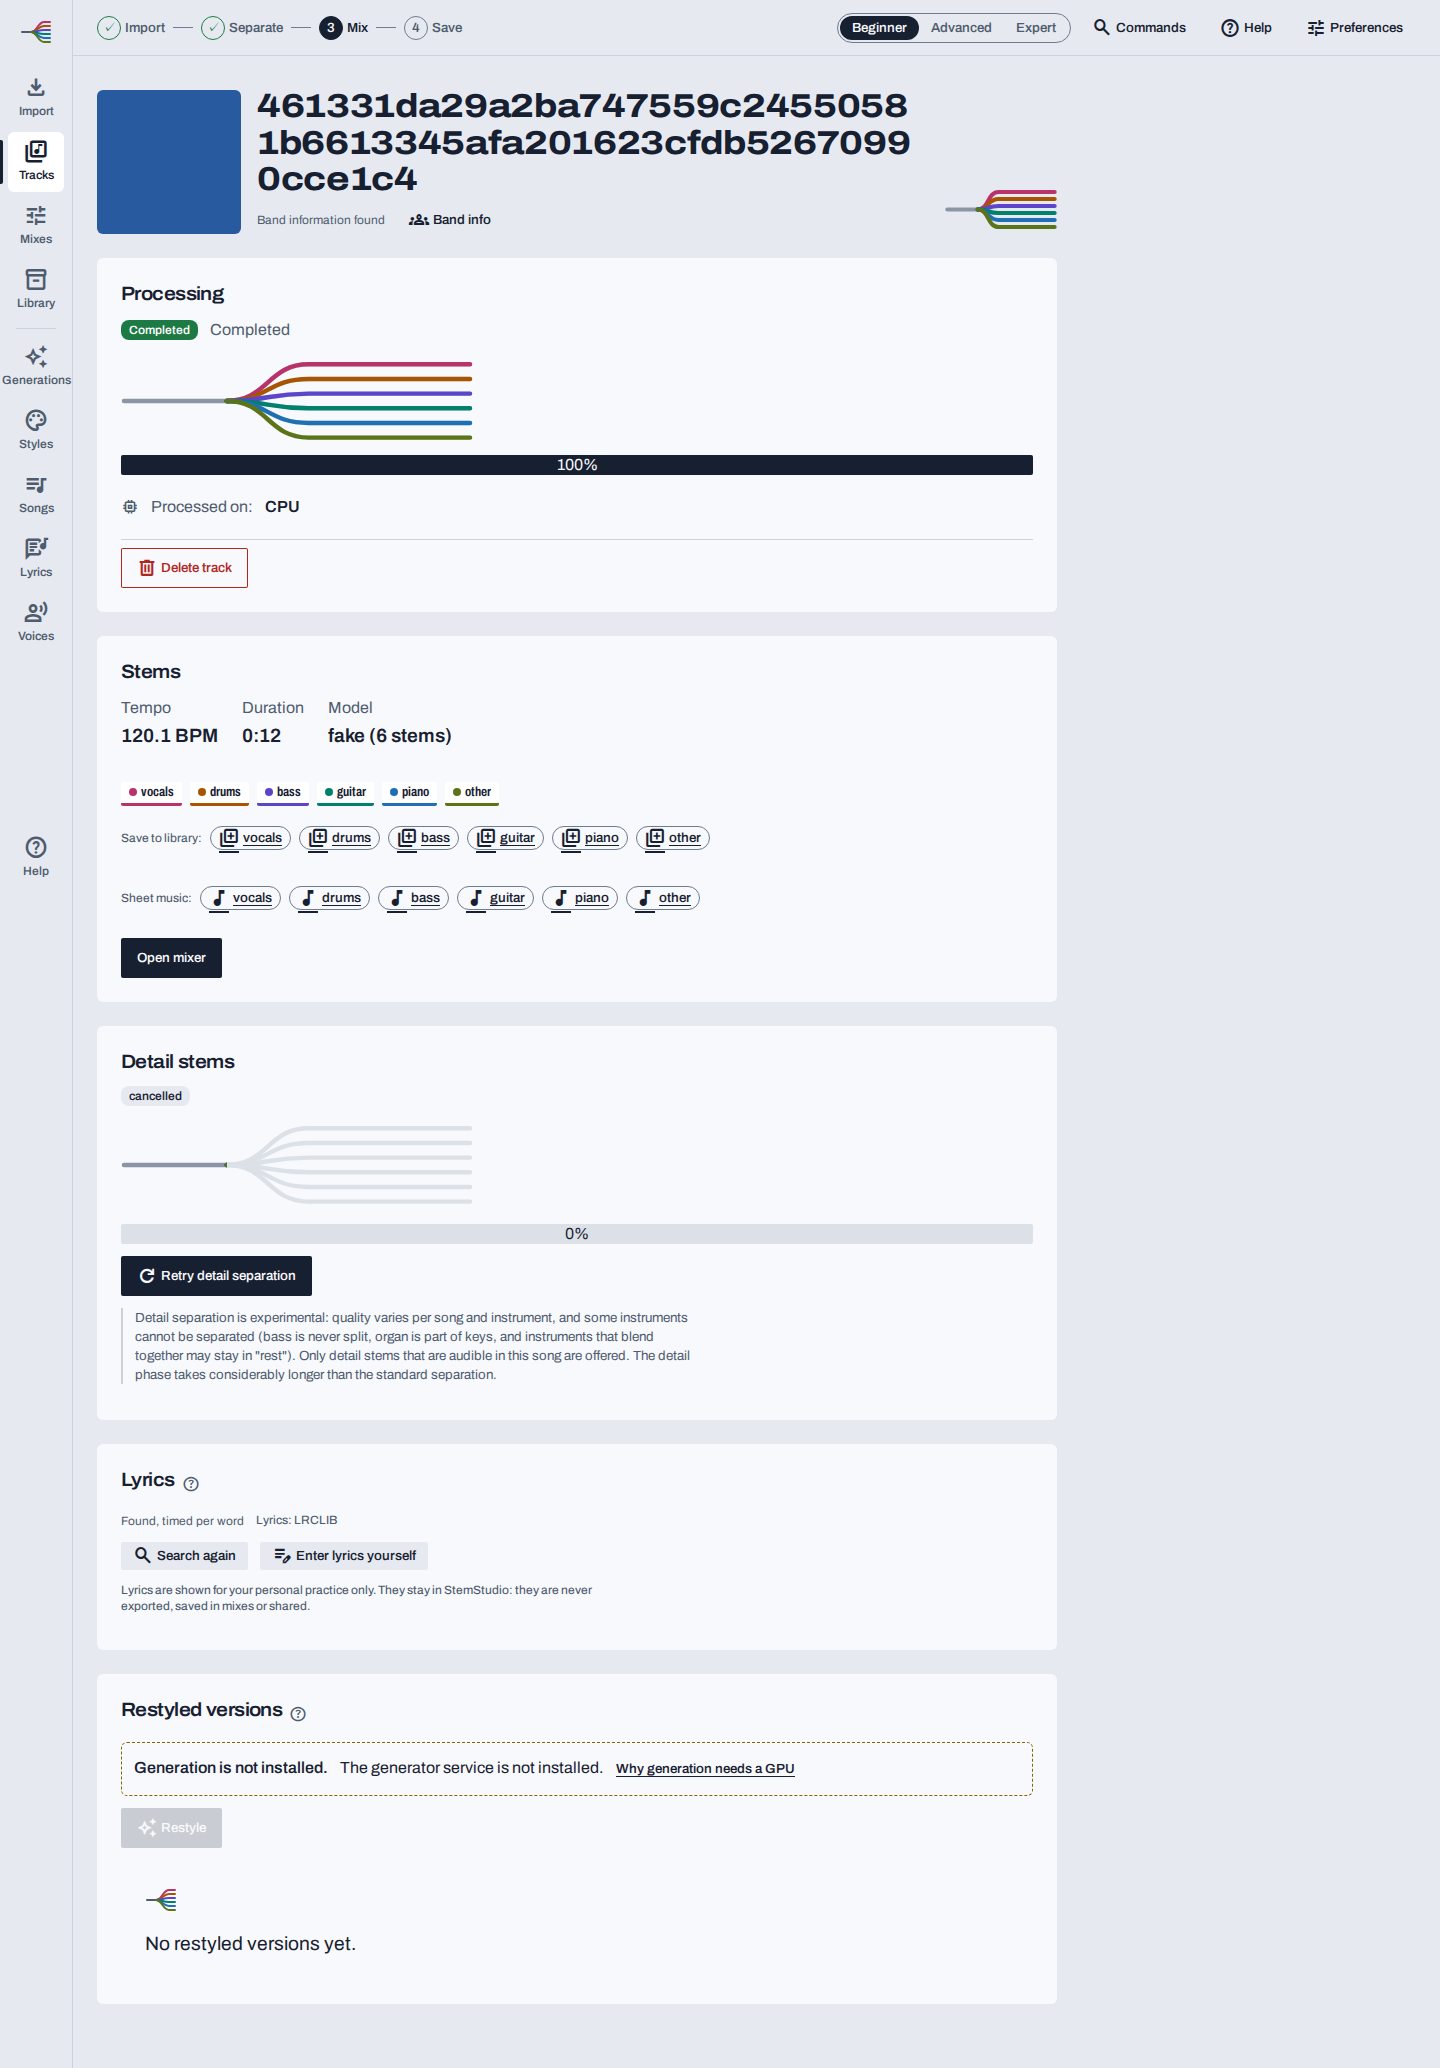 Import
Separate
3 Mix
4 Save
Beginner
Advanced
Expert
Commands
Help
Preferences
Import
Tracks
Mixes
Library
Generations
Styles
Songs
Lyrics
Voices
Help
461331da29a2ba747559c2455058
1b6613345afa201623cfdb5267099
0cce1c4
Band information found
Band info
Processing
Completed Completed
100%
Processed on: CPU
Delete track
Stems
Tempo Duration Model
120.1 BPM 0:12 fake (6 stems)
vocals drums bass guitar piano other
Save to library: vocals drums bass guitar piano other
Sheet music: vocals drums bass guitar piano other
Open mixer
Detail stems
cancelled
0%
Retry detail separation
Detail separation is experimental: quality varies per song and instrument, and some instruments
cannot be separated (bass is never split, organ is part of keys, and instruments that blend
together may stay in "rest"). Only detail stems that are audible in this song are offered. The detail
phase takes considerably longer than the standard separation.
Lyrics
Found, timed per word Lyrics: LRCLIB
Search again Enter lyrics yourself
Lyrics are shown for your personal practice only. They stay in StemStudio: they are never
exported, saved in mixes or shared.
Restyled versions
Generation is not installed. The generator service is not installed. Why generation needs a GPU
Restyle
No restyled versions yet.